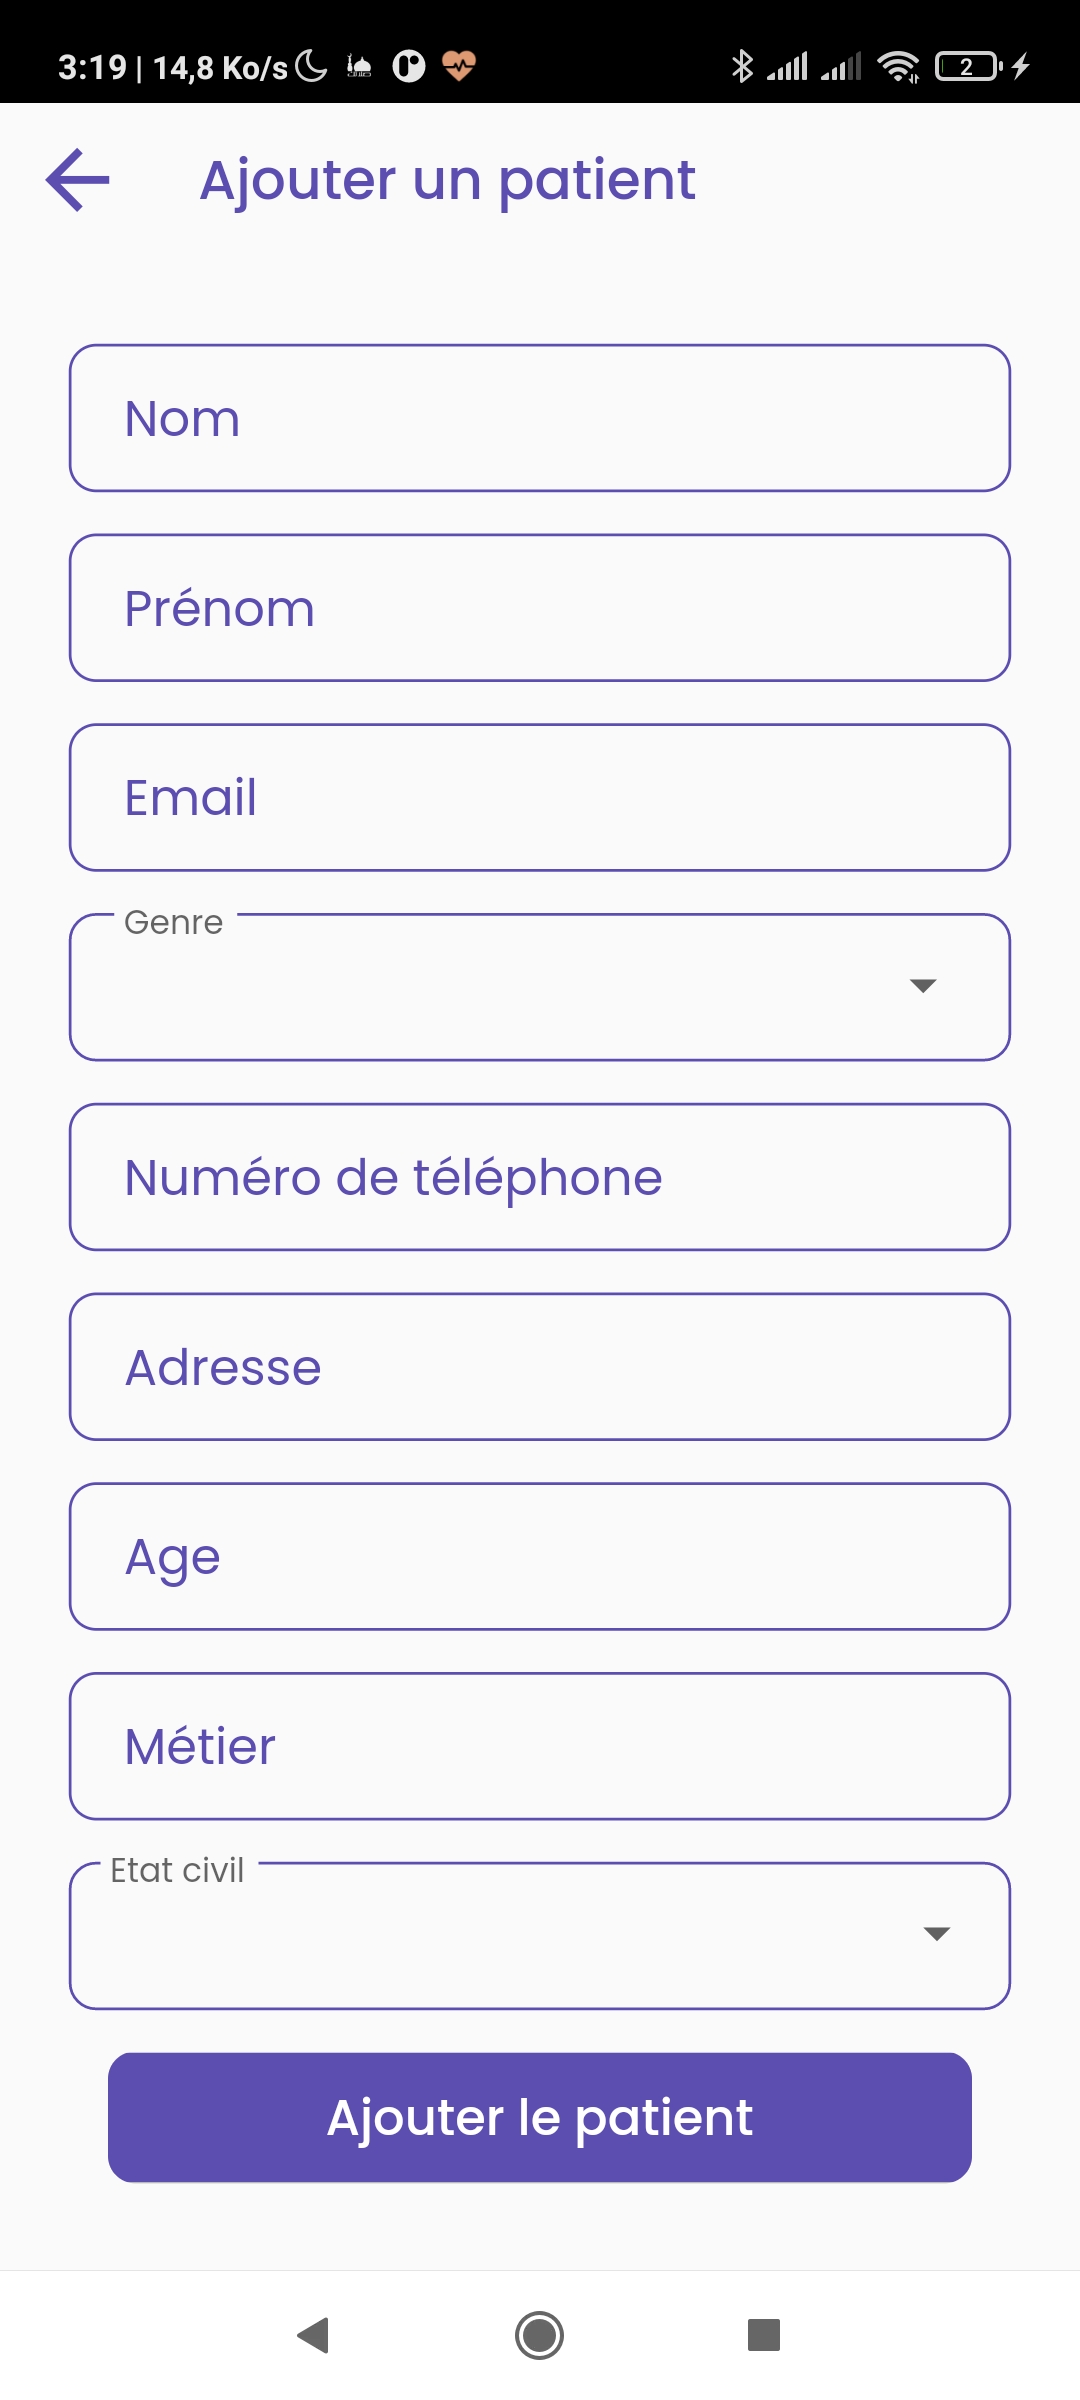 3:19 | 14,8 Ko/s 2
Ajouter un patient
Nom
Prénom
Email
Genre
Numéro de téléphone
Adresse
Age
Métier
Etat civil
Ajouter le patient